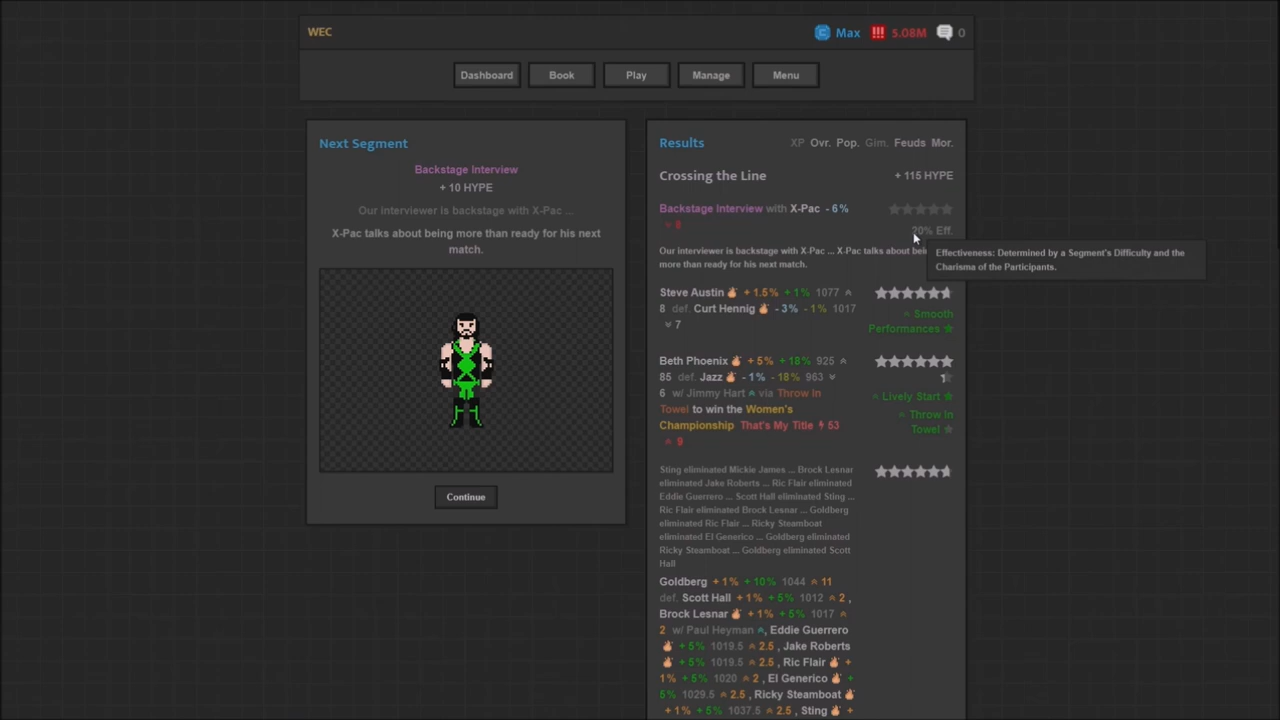 WEC
Max 5.08M 0
Dashboard Book Play Manage Menu
Next Segment
Backstage Interview
+ 10 HYPE
Our interviewer is backstage with X-Pac ...
X-Pac talks about being more than ready for his next
match.
Continue
Results XP Ovr. Pop. Gim. Feuds Mor.
Crossing the Line + 115 HYPE
Backstage Interview with X-Pac - 6%
20% Eff.
Our interviewer is backstage with X-Pac ... X-Pac talks about bein
more than ready for his next match.
Effectiveness: Determined by a Segment's Difficulty and the
Charisma of the Participants.
Steve Austin + 1.5% + 1% 1077
8 def. Curt Hennig - 3% - 1% 1017
7
Smooth
Performances
Beth Phoenix + 5% + 18% 925
85 def. Jazz - 1% - 18% 963
6 w/ Jimmy Hart via Throw in
Towel to win the Women's
Championship That's My Title 53
9
Lively Start
Throw In
Towel
Sting eliminated Mickie James ... Brock Lesnar
eliminated Jake Roberts ... Ric Flair eliminated
Eddie Guerrero ... Scott Hall eliminated Sting ...
Ric Flair eliminated Brock Lesnar ... Goldberg
eliminated Ric Flair ... Ricky Steamboat
eliminated El Generico ... Goldberg eliminated
Ricky Steamboat ... Goldberg eliminated Scott
Hall
Goldberg + 1% + 10% 1044 11
def. Scott Hall + 1% + 5% 1012 2 ,
Brock Lesnar + 1% + 5% 1017
2 w/ Paul Heyman , Eddie Guerrero
+ 5% 1019.5 2.5 , Jake Roberts
+ 5% 1019.5 2.5 , Ric Flair +
1% + 5% 1020 2 , El Generico +
5% 1029.5 2.5 , Ricky Steamboat
+ 1% + 5% 1037.5 2.5 , Sting +